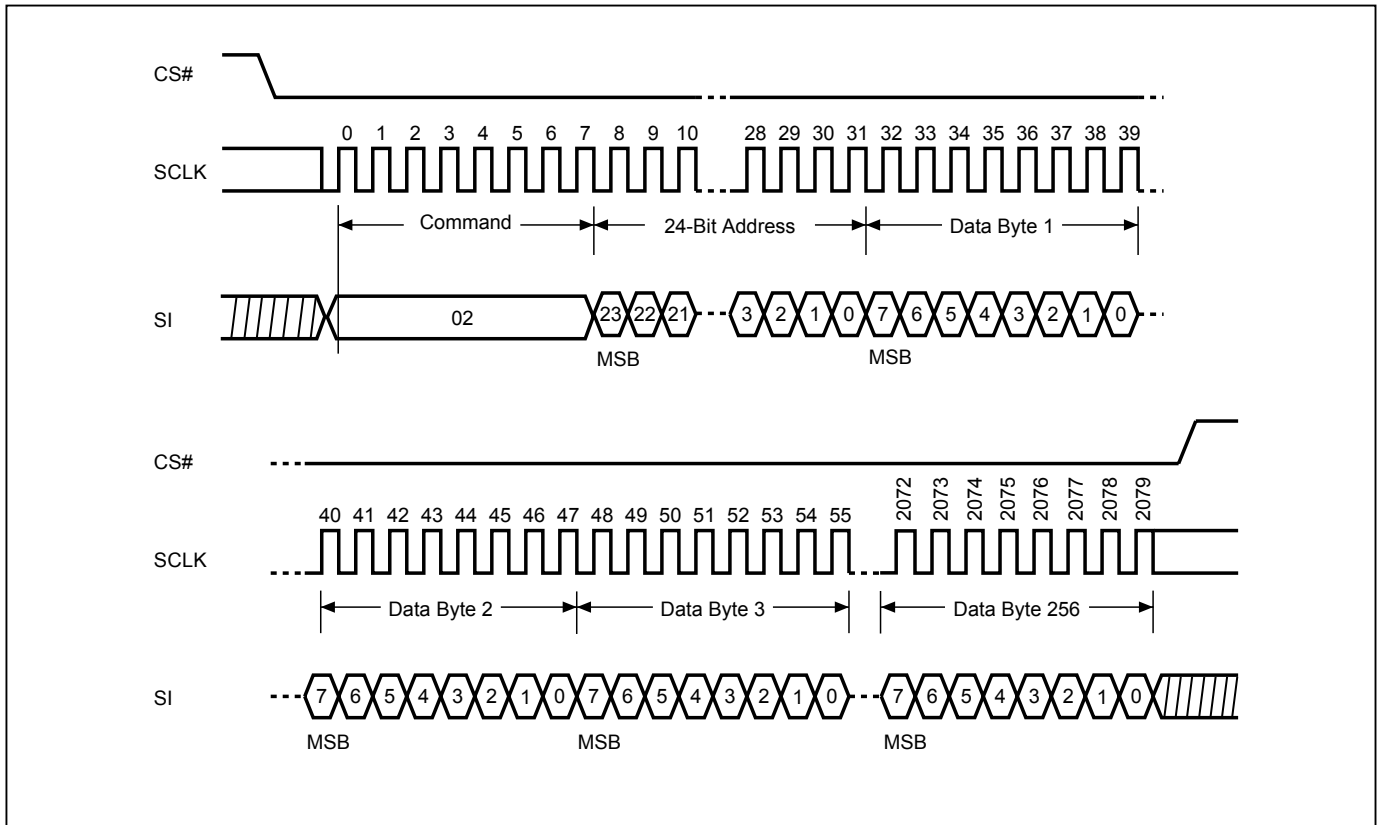 CS#
0 1 2 3 4 5 6 7 8 9 10 28 29 30 31 32 33 34 35 36 37 38 39
SCLK
Command 24-Bit Address Data Byte 1
SI 02 23 22 21 3 2 1 0 7 6 5 4 3 2 1 0
MSB MSB
CS#
2072 2073 2074 2075 2076 2077 2078 2079
40 41 42 43 44 45 46 47 48 49 50 51 52 53 54 55
SCLK
Data Byte 2 Data Byte 3 Data Byte 256
SI 7 6 5 4 3 2 1 0 7 6 5 4 3 2 1 0 7 6 5 4 3 2 1 0
MSB MSB MSB